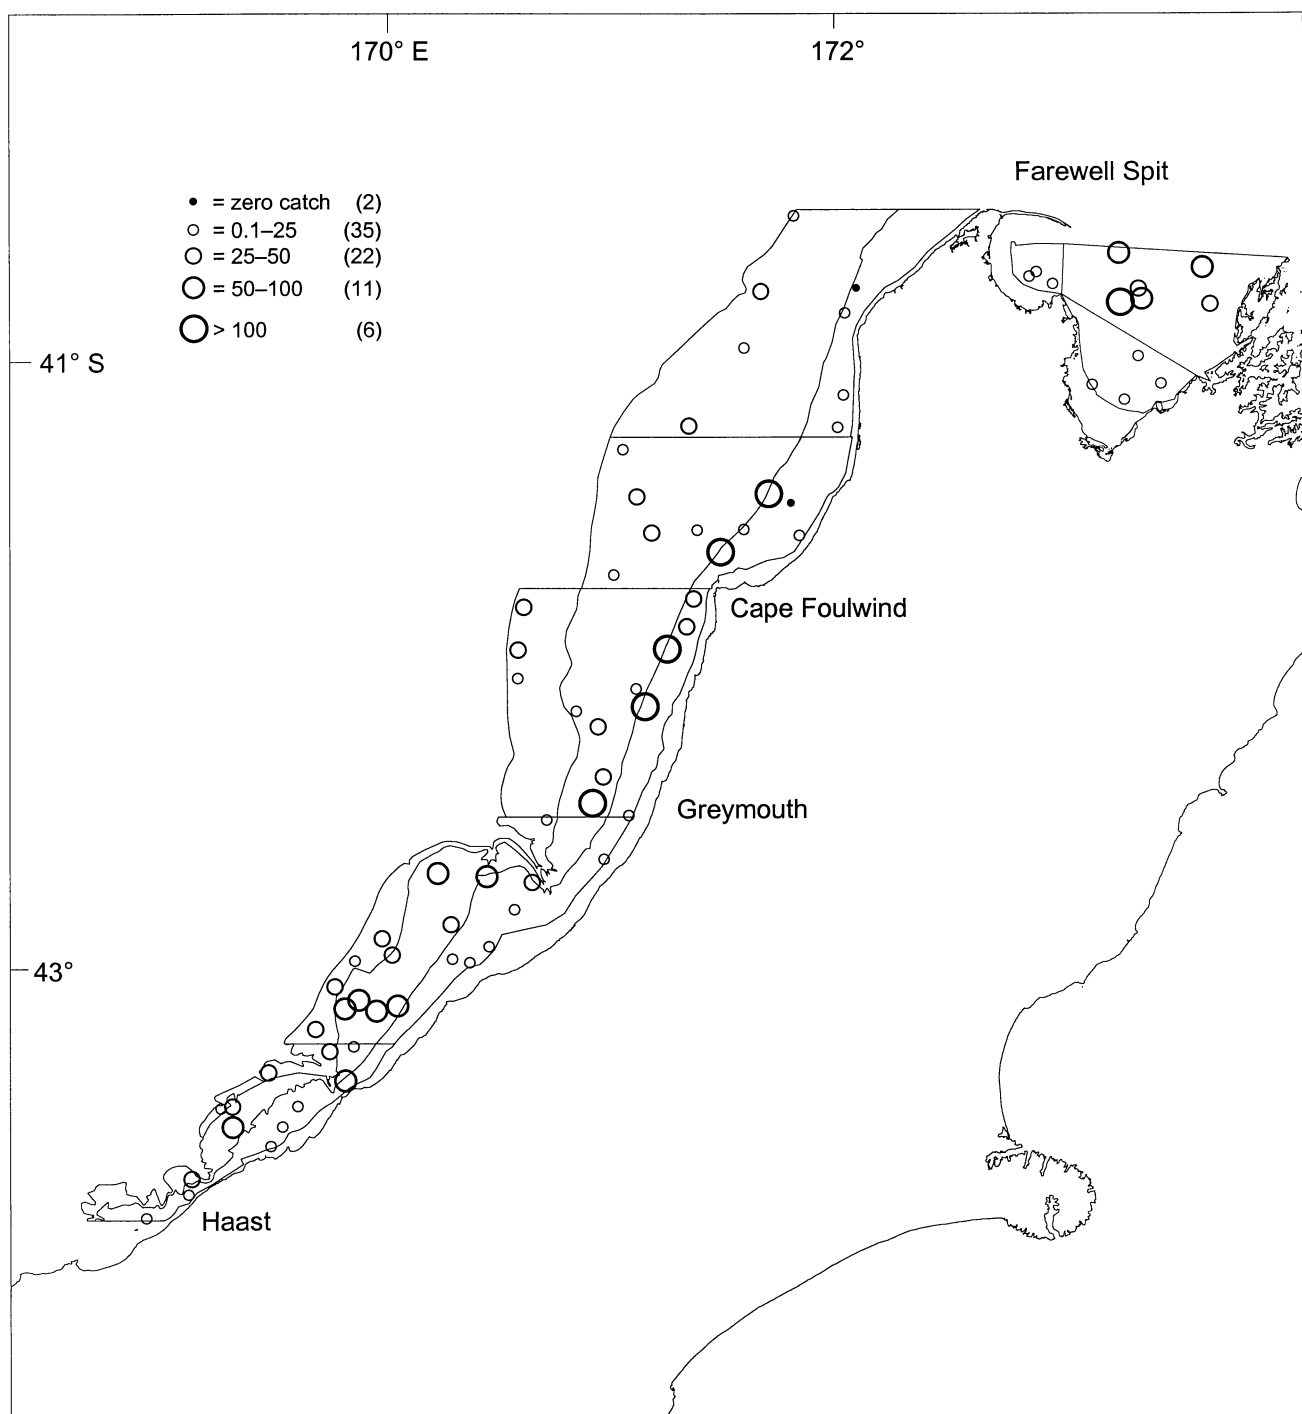 170° E 172°
Farewell Spit
= zero catch (2)
= 0.1–25 (35)
= 25–50 (22)
= 50–100 (11)
> 100 (6)
41° S
Cape Foulwind
Greymouth
43°
Haast